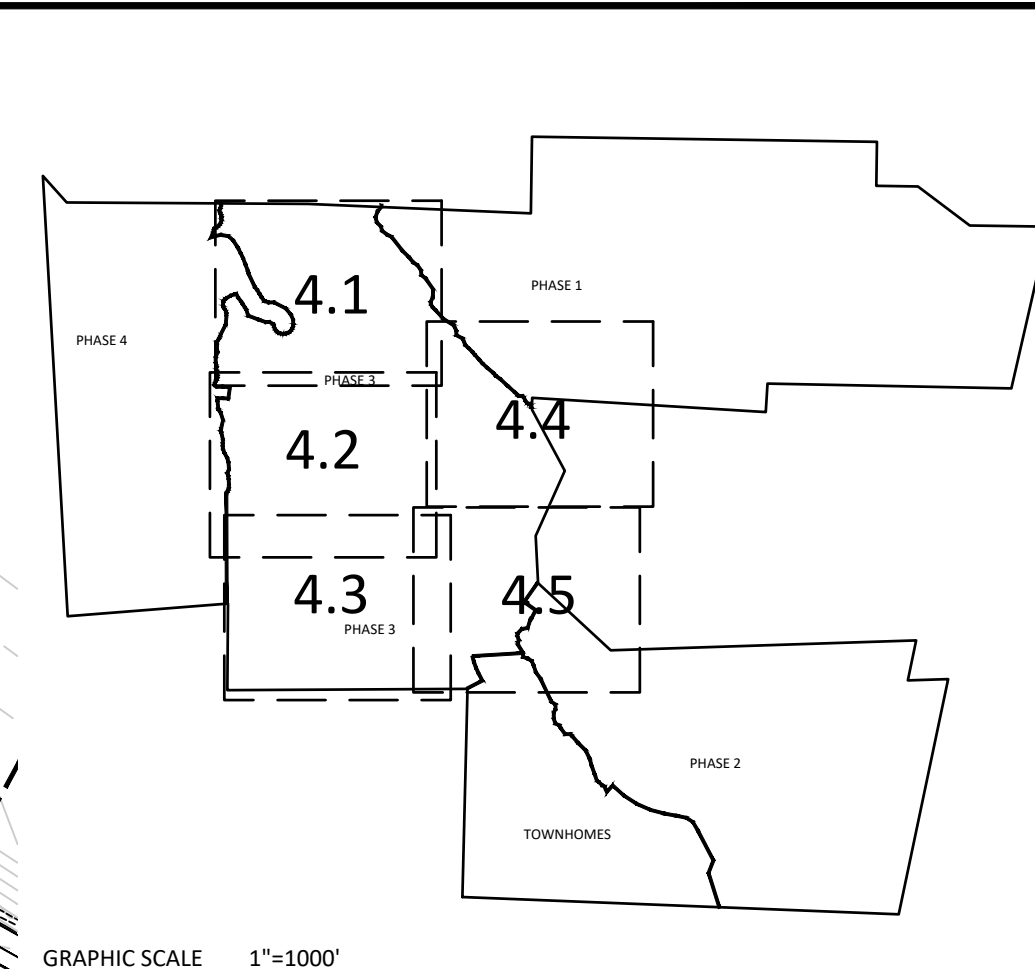 PHASE 1
4.1
PHASE 4
PHASE 3
4.4
4.2
4.3
4.5
PHASE 3
PHASE 2
TOWNHOMES
GRAPHIC SCALE 1"=1000'